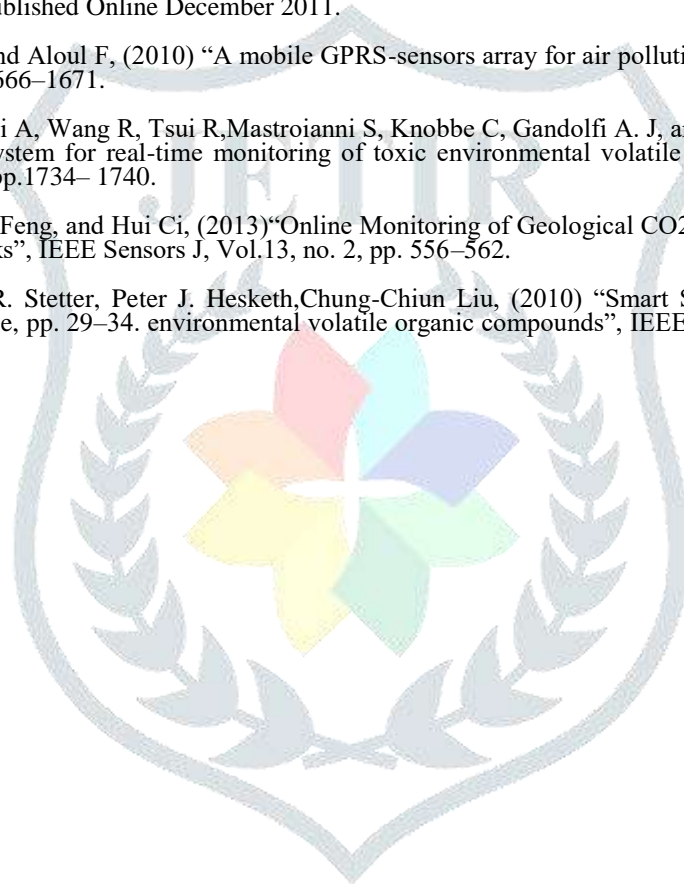 ublished Online December 2011.
nd Aloul F, (2010) “A mobile GPRS-sensors array for air polluti
566–1671.
i A, Wang R, Tsui R,Mastroianni S, Knobbe C, Gandolfi A. J, a
ystem for real-time monitoring of toxic environmental volatile
pp.1734– 1740.
Feng, and Hui Ci, (2013)“Online Monitoring of Geological CO2
ks”, IEEE Sensors J, Vol.13, no. 2, pp. 556–562.
R. Stetter, Peter J. Hesketh,Chung-Chiun Liu, (2010) “Smart S
e, pp. 29–34. environmental volatile organic compounds”, IEEE
JETIR